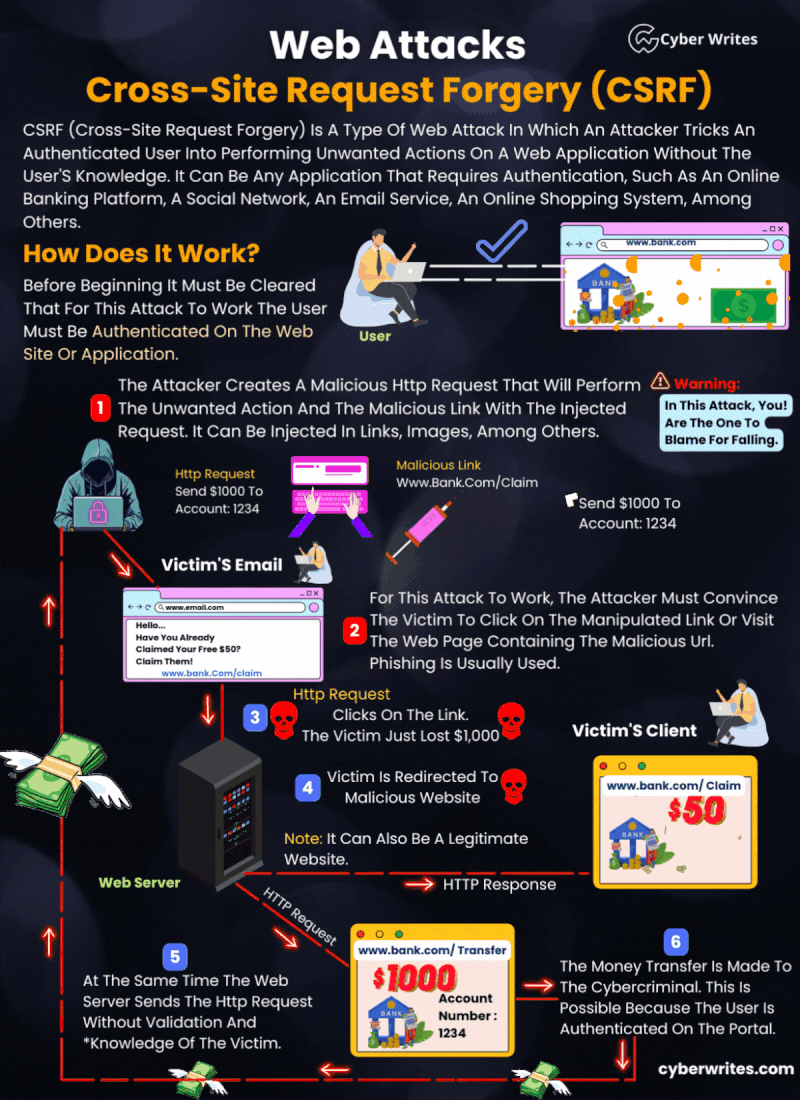 Web Attacks
Cyber Writes
Cross-Site Request Forgery (CSRF)
CSRF (Cross-Site Request Forgery) Is A Type Of Web Attack In Which An Attacker Tricks An
Authenticated User Into Performing Unwanted Actions On A Web Application Without The
User'S Knowledge. It Can Be Any Application That Requires Authentication, Such As An Online
Banking Platform, A Social Network, An Email Service, An Online Shopping System, Among
Others.
How Does It Work?
Before Beginning It Must Be Cleared
That For This Attack To Work The User
Must Be Authenticated On The Web
Site Or Application.
User
www.bank.com
BANK
1
The Attacker Creates A Malicious Http Request That Will Perform
The Unwanted Action And The Malicious Link With The Injected
Request. It Can Be Injected In Links, Images, Among Others.
Warning:
In This Attack, You!
Are The One To
Blame For Falling.
Http Request
Send $1000 To
Account: 1234
Malicious Link
Www.Bank.Com/Claim
Send $1000 To
Account: 1234
Victim'S Email
www.email.com
Hello...
Have You Already
Claimed Your Free $50?
Claim Them!
www.bank.Com/claim
2
For This Attack To Work, The Attacker Must Convince
The Victim To Click On The Manipulated Link Or Visit
The Web Page Containing The Malicious Url.
Phishing Is Usually Used.
3
Http Request
Clicks On The Link.
The Victim Just Lost $1,000
4
Victim Is Redirected To
Malicious Website
Note: It Can Also Be A Legitimate
Website.
Victim'S Client
www.bank.com/ Claim
$50
BANK
Web Server
HTTP Response
HTTP Request
5
At The Same Time The Web
Server Sends The Http Request
Without Validation And
*Knowledge Of The Victim.
www.bank.com/ Transfer
$1000
BANK
Account
Number :
1234
6
The Money Transfer Is Made To
The Cybercriminal. This Is
Possible Because The User Is
Authenticated On The Portal.
cyberwrites.com